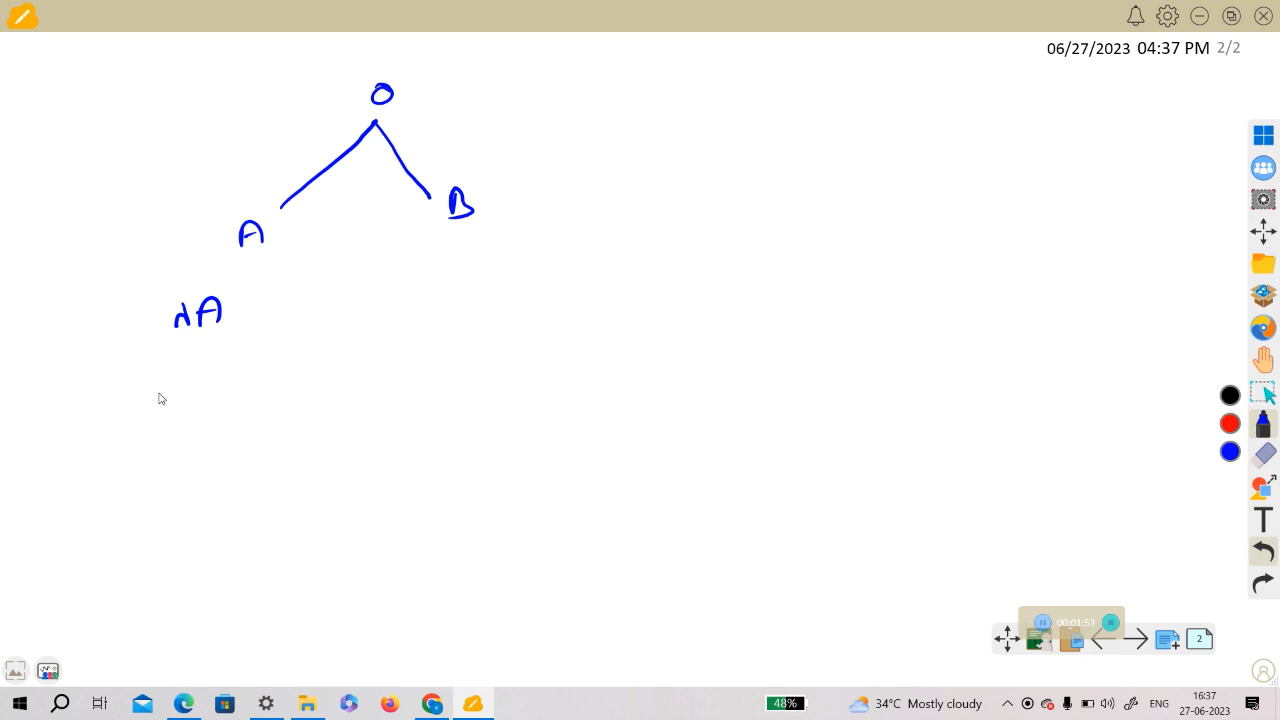 06/27/2023 04:37 PM 2/2
O
A B
λA
00:01:53
2
48% 34°C Mostly cloudy ENG 16:37
27-06-2023